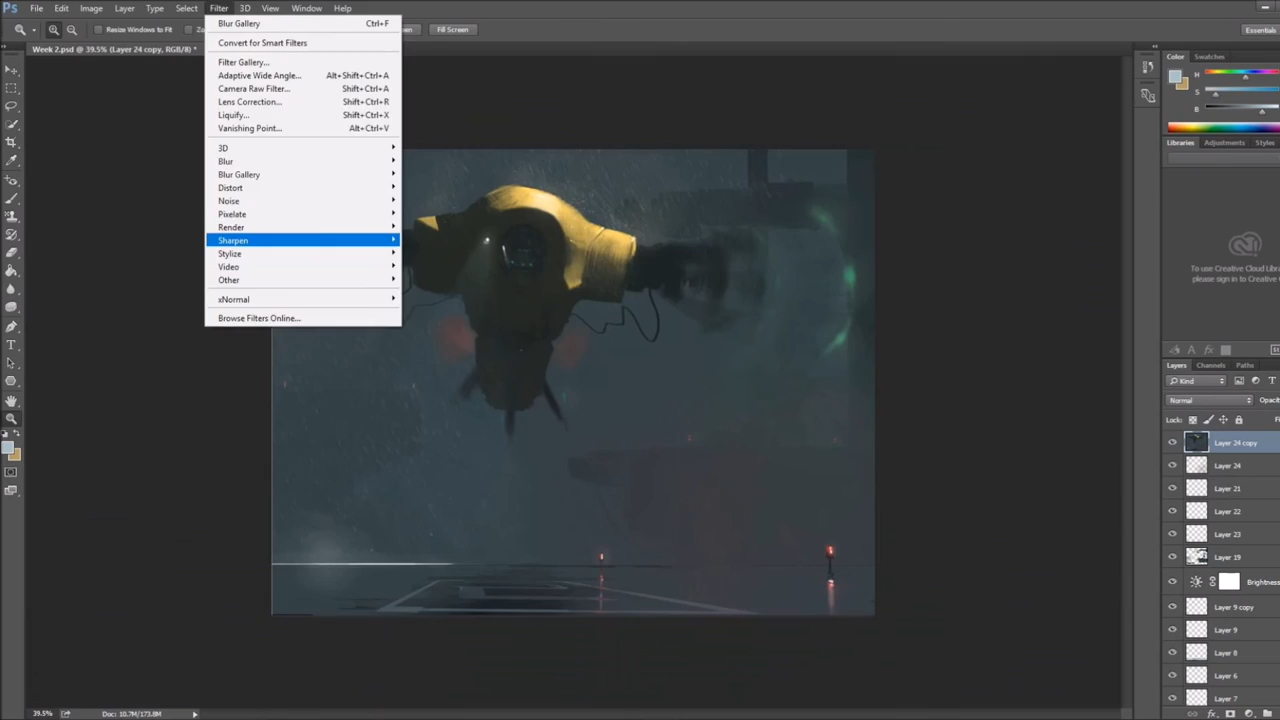 Ps File Edit Image Layer Type Select Filter 3D View Window Help
Resize Windows to Fit
Fill Screen
Essentials
Week 2.psd @ 39.5% (Layer 24 copy, RGB/8) *
Blur Gallery Ctrl+F
Convert for Smart Filters
Filter Gallery...
Adaptive Wide Angle... Alt+Shift+Ctrl+A
Camera Raw Filter... Shift+Ctrl+A
Lens Correction... Shift+Ctrl+R
Liquify... Shift+Ctrl+X
Vanishing Point... Alt+Ctrl+V
3D
Blur
Blur Gallery
Distort
Noise
Pixelate
Render
Sharpen
Stylize
Video
Other
xNormal
Browse Filters Online...
Color Swatches
H
S
B
Libraries Adjustments Styles
To use Creative Cloud Libr
please sign in to Creative
Layers Channels Paths
Kind
Normal Opaci
Lock:
Layer 24 copy
Layer 24
Layer 21
Layer 22
Layer 23
Layer 19
Brightness
Layer 9 copy
Layer 9
Layer 8
Layer 6
Layer 7
39.5% Doc: 10.7M/173.8M